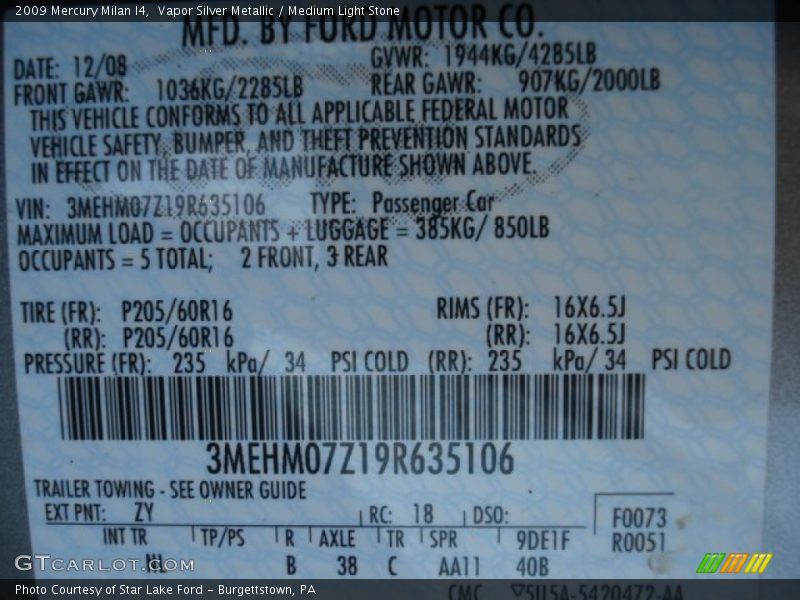 2009 Mercury Milan I4,  Vapor Silver Metallic / Medium Light Stone
MFD. BY FORD MOTOR CO.
DATE: 12/08 GVWR: 1944KG/4285LB
FRONT GAWR: 1036KG/2285LB REAR GAWR: 907KG/2000LB
THIS VEHICLE CONFORMS TO ALL APPLICABLE FEDERAL MOTOR
VEHICLE SAFETY, BUMPER, AND THEFT PREVENTION STANDARDS
IN EFFECT ON THE DATE OF MANUFACTURE SHOWN ABOVE.
VIN: 3MEHM07Z19R635106 TYPE: Passenger Car
MAXIMUM LOAD = OCCUPANTS + LUGGAGE = 385KG/ 850LB
OCCUPANTS = 5 TOTAL; 2 FRONT, 3 REAR
TIRE (FR): P205/60R16 RIMS (FR): 16X6.5J
(RR): P205/60R16 (RR): 16X6.5J
PRESSURE (FR): 235 kPa/ 34 PSI COLD (RR): 235 kPa/ 34 PSI COLD
3MEHM07Z19R635106
TRAILER TOWING - SEE OWNER GUIDE
EXT PNT: ZY RC: 18 DSO: F0073
INT TR TP/PS R AXLE TR SPR 9DE1F R0051
NL B 38 C AA11 40B
GTCARLOT.COM
Photo Courtesy of Star Lake Ford - Burgettstown, PA
CMC ▽5U5A-5420472-AA